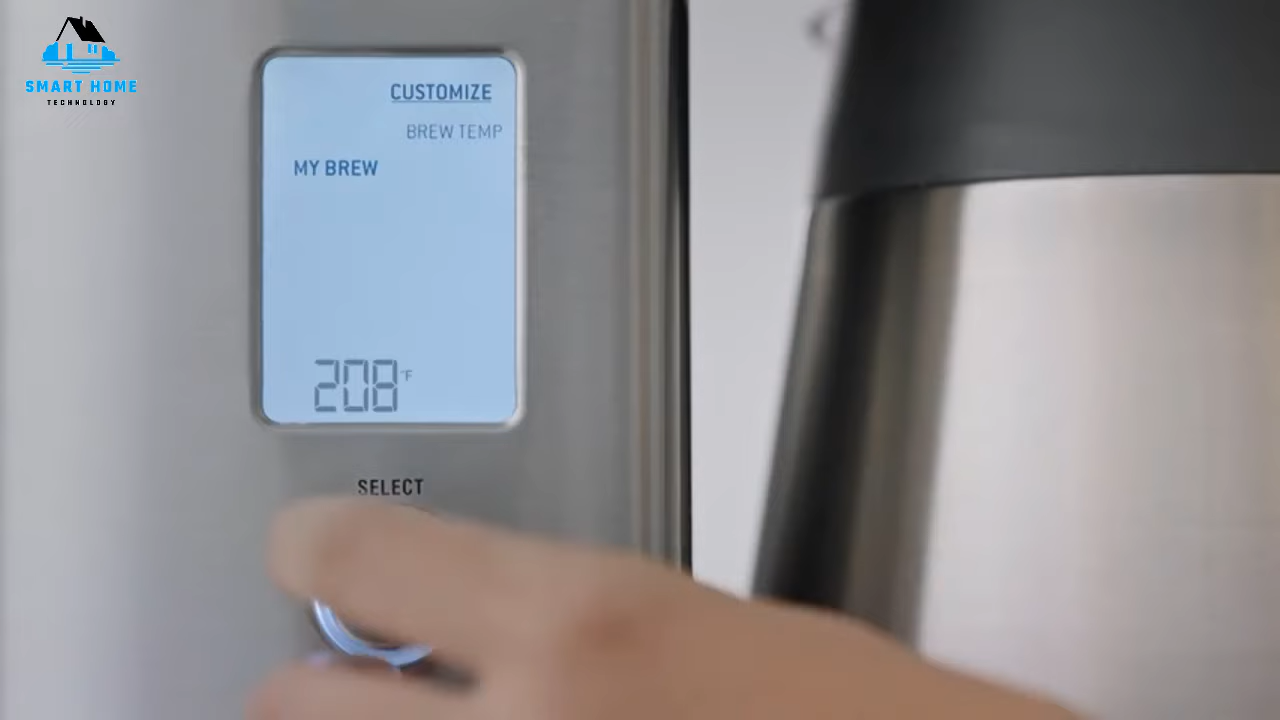 SMART HOME
TECHNOLOGY
CUSTOMIZE
BREW TEMP
MY BREW
208°F
SELECT